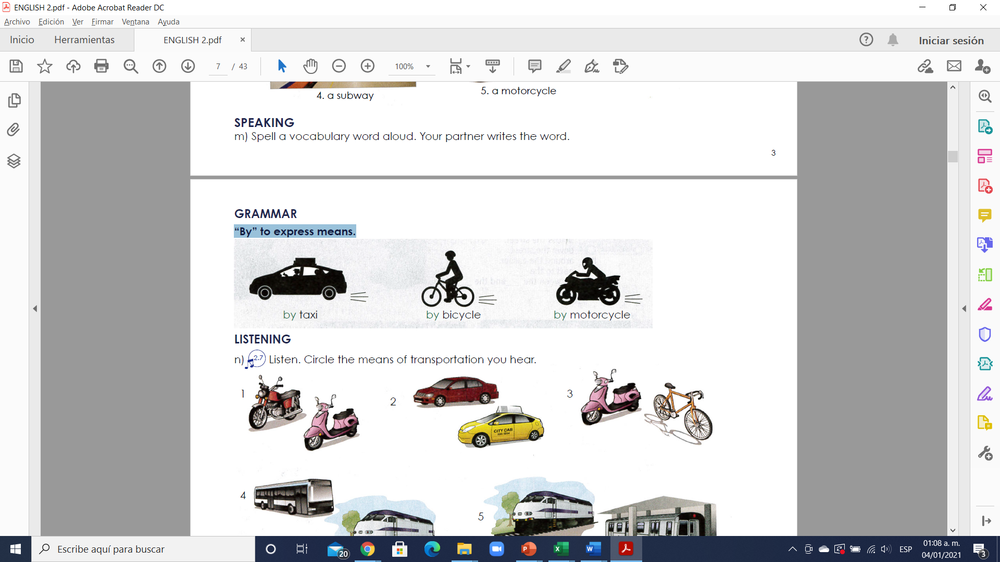 ENGLISH 2.pdf - Adobe Acrobat Reader DC
Archivo Edición Ver Firmar Ventana Ayuda
Inicio Herramientas ENGLISH 2.pdf × Iniciar sesión
7 / 43 100%
4. a subway 5. a motorcycle
SPEAKING
m) Spell a vocabulary word aloud. Your partner writes the word.
3
GRAMMAR
“By” to express means.
by taxi by bicycle by motorcycle
LISTENING
n) 2.7 Listen. Circle the means of transportation you hear.
1 2 3
CITY CAB
4 5
Escribe aquí para buscar
20
ESP
01:08 a. m.
04/01/2021
3